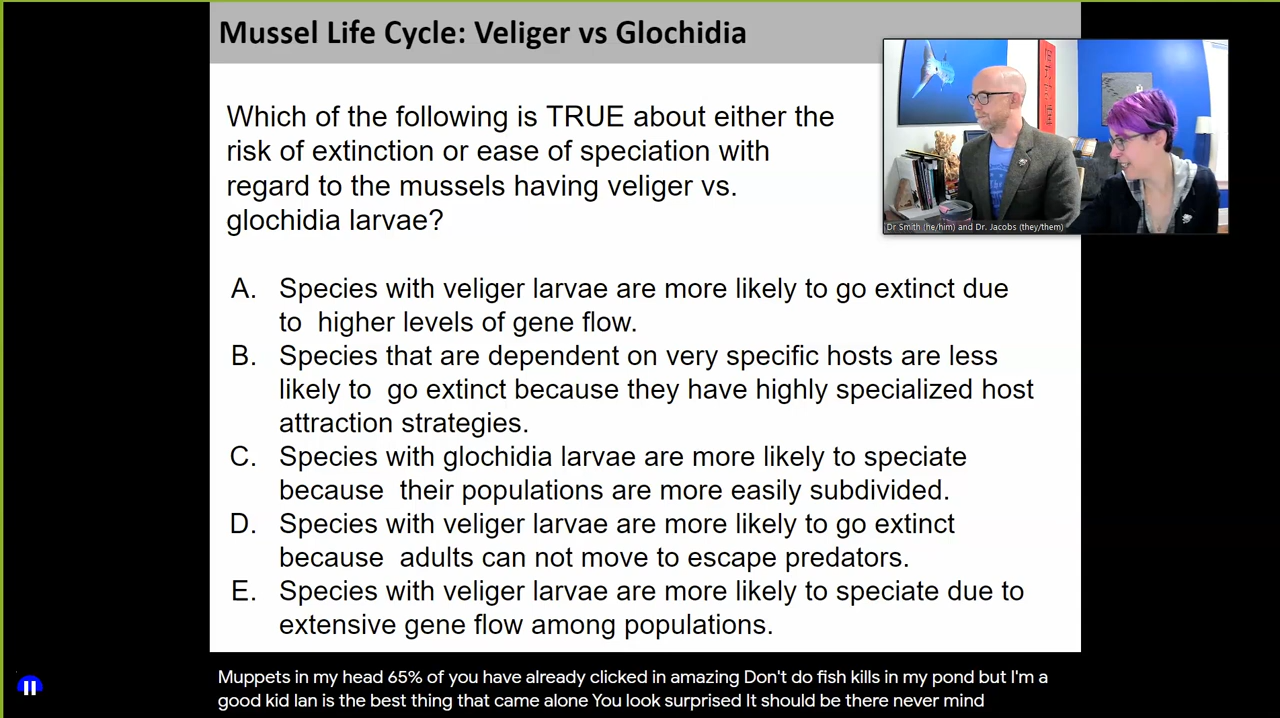 Mussel Life Cycle: Veliger vs Glochidia
Which of the following is TRUE about either the
risk of extinction or ease of speciation with
regard to the mussels having veliger vs.
glochidia larvae?
Dr Smith (he/him) and Dr. Jacobs (they/them)
A. Species with veliger larvae are more likely to go extinct due
to higher levels of gene flow.
B. Species that are dependent on very specific hosts are less
likely to go extinct because they have highly specialized host
attraction strategies.
C. Species with glochidia larvae are more likely to speciate
because their populations are more easily subdivided.
D. Species with veliger larvae are more likely to go extinct
because adults can not move to escape predators.
E. Species with veliger larvae are more likely to speciate due to
extensive gene flow among populations.
Muppets in my head 65% of you have already clicked in amazing Don't do fish kills in my pond but I'm a
good kid Ian is the best thing that came alone You look surprised It should be there never mind